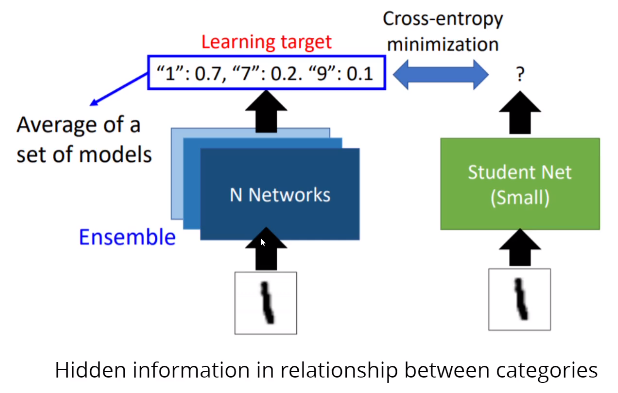 Cross-entropy
minimization
Learning target
“1”: 0.7, “7”: 0.2. “9”: 0.1
?
Average of a
set of models
N Networks
Student Net
(Small)
Ensemble
Hidden information in relationship between categories